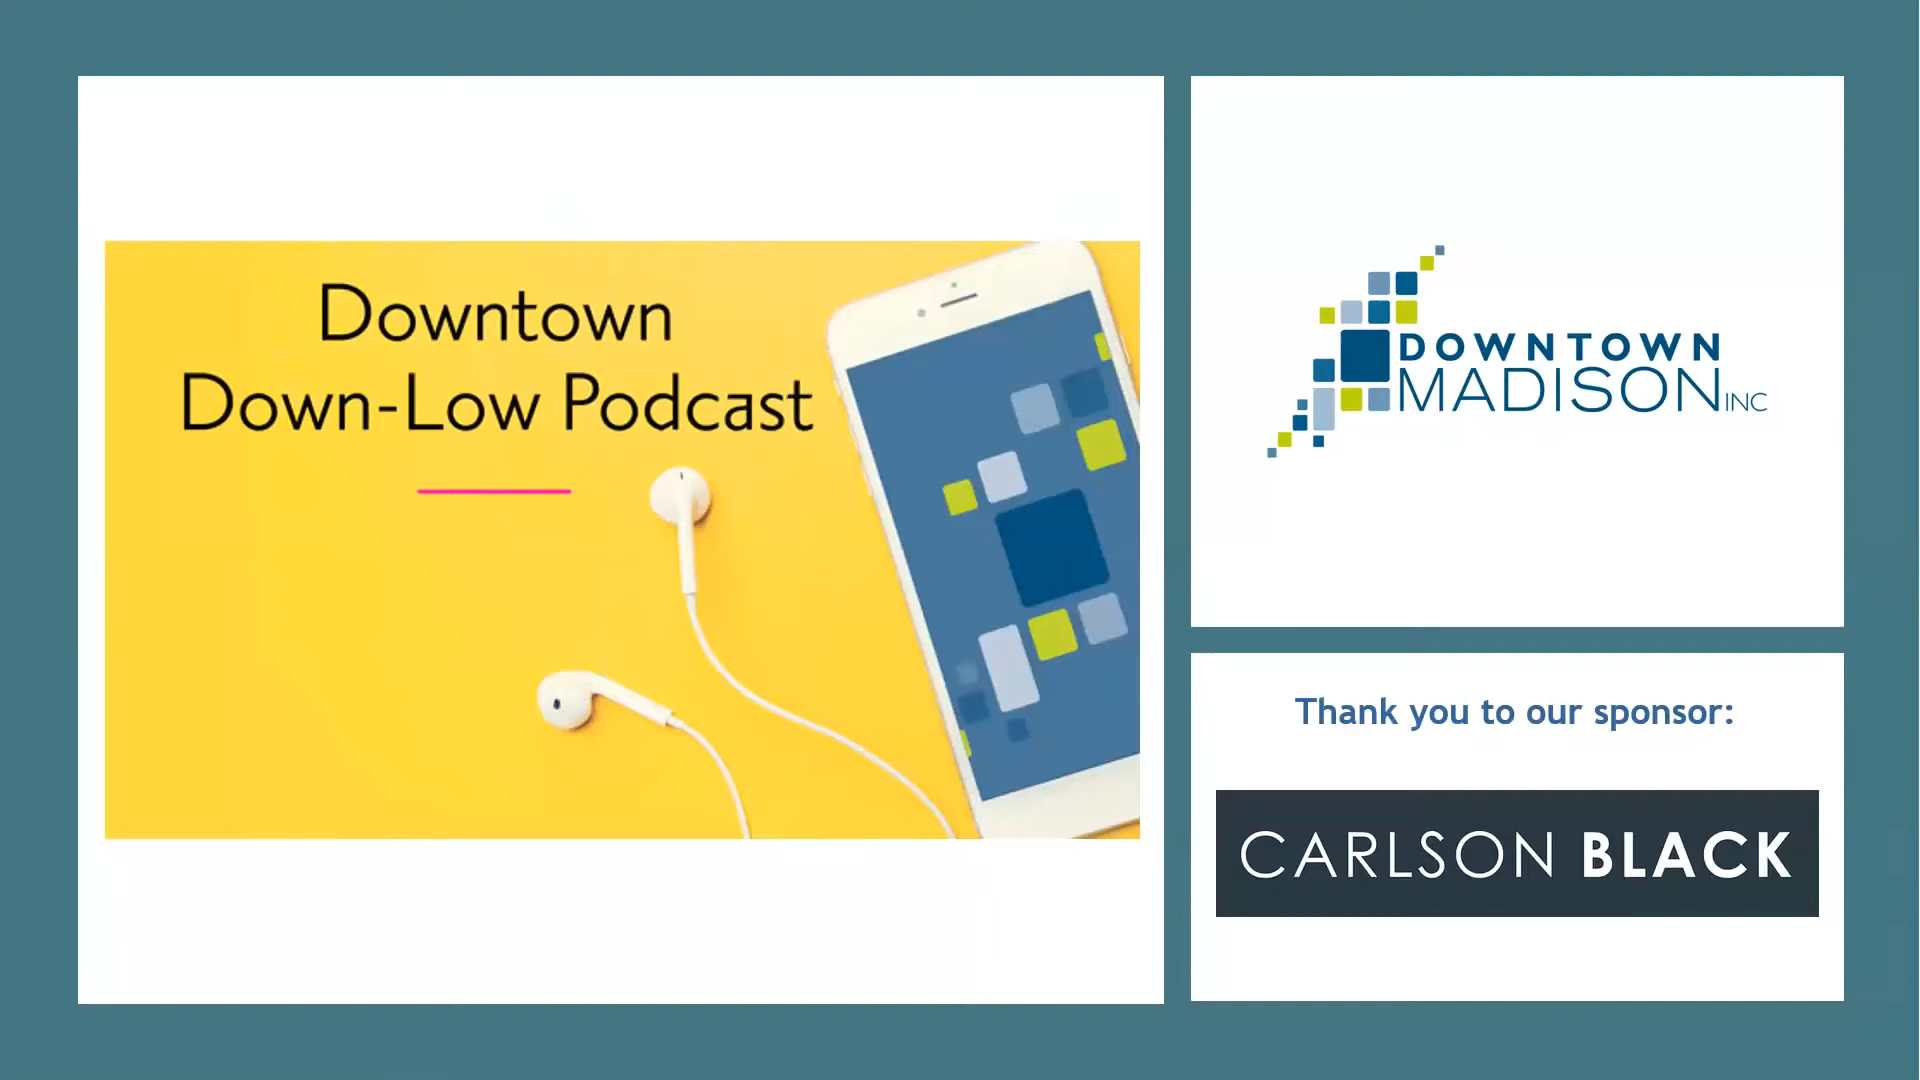 Downtown
Down-Low Podcast
DOWNTOWN
MADISON INC
Thank you to our sponsor:
CARLSON BLACK